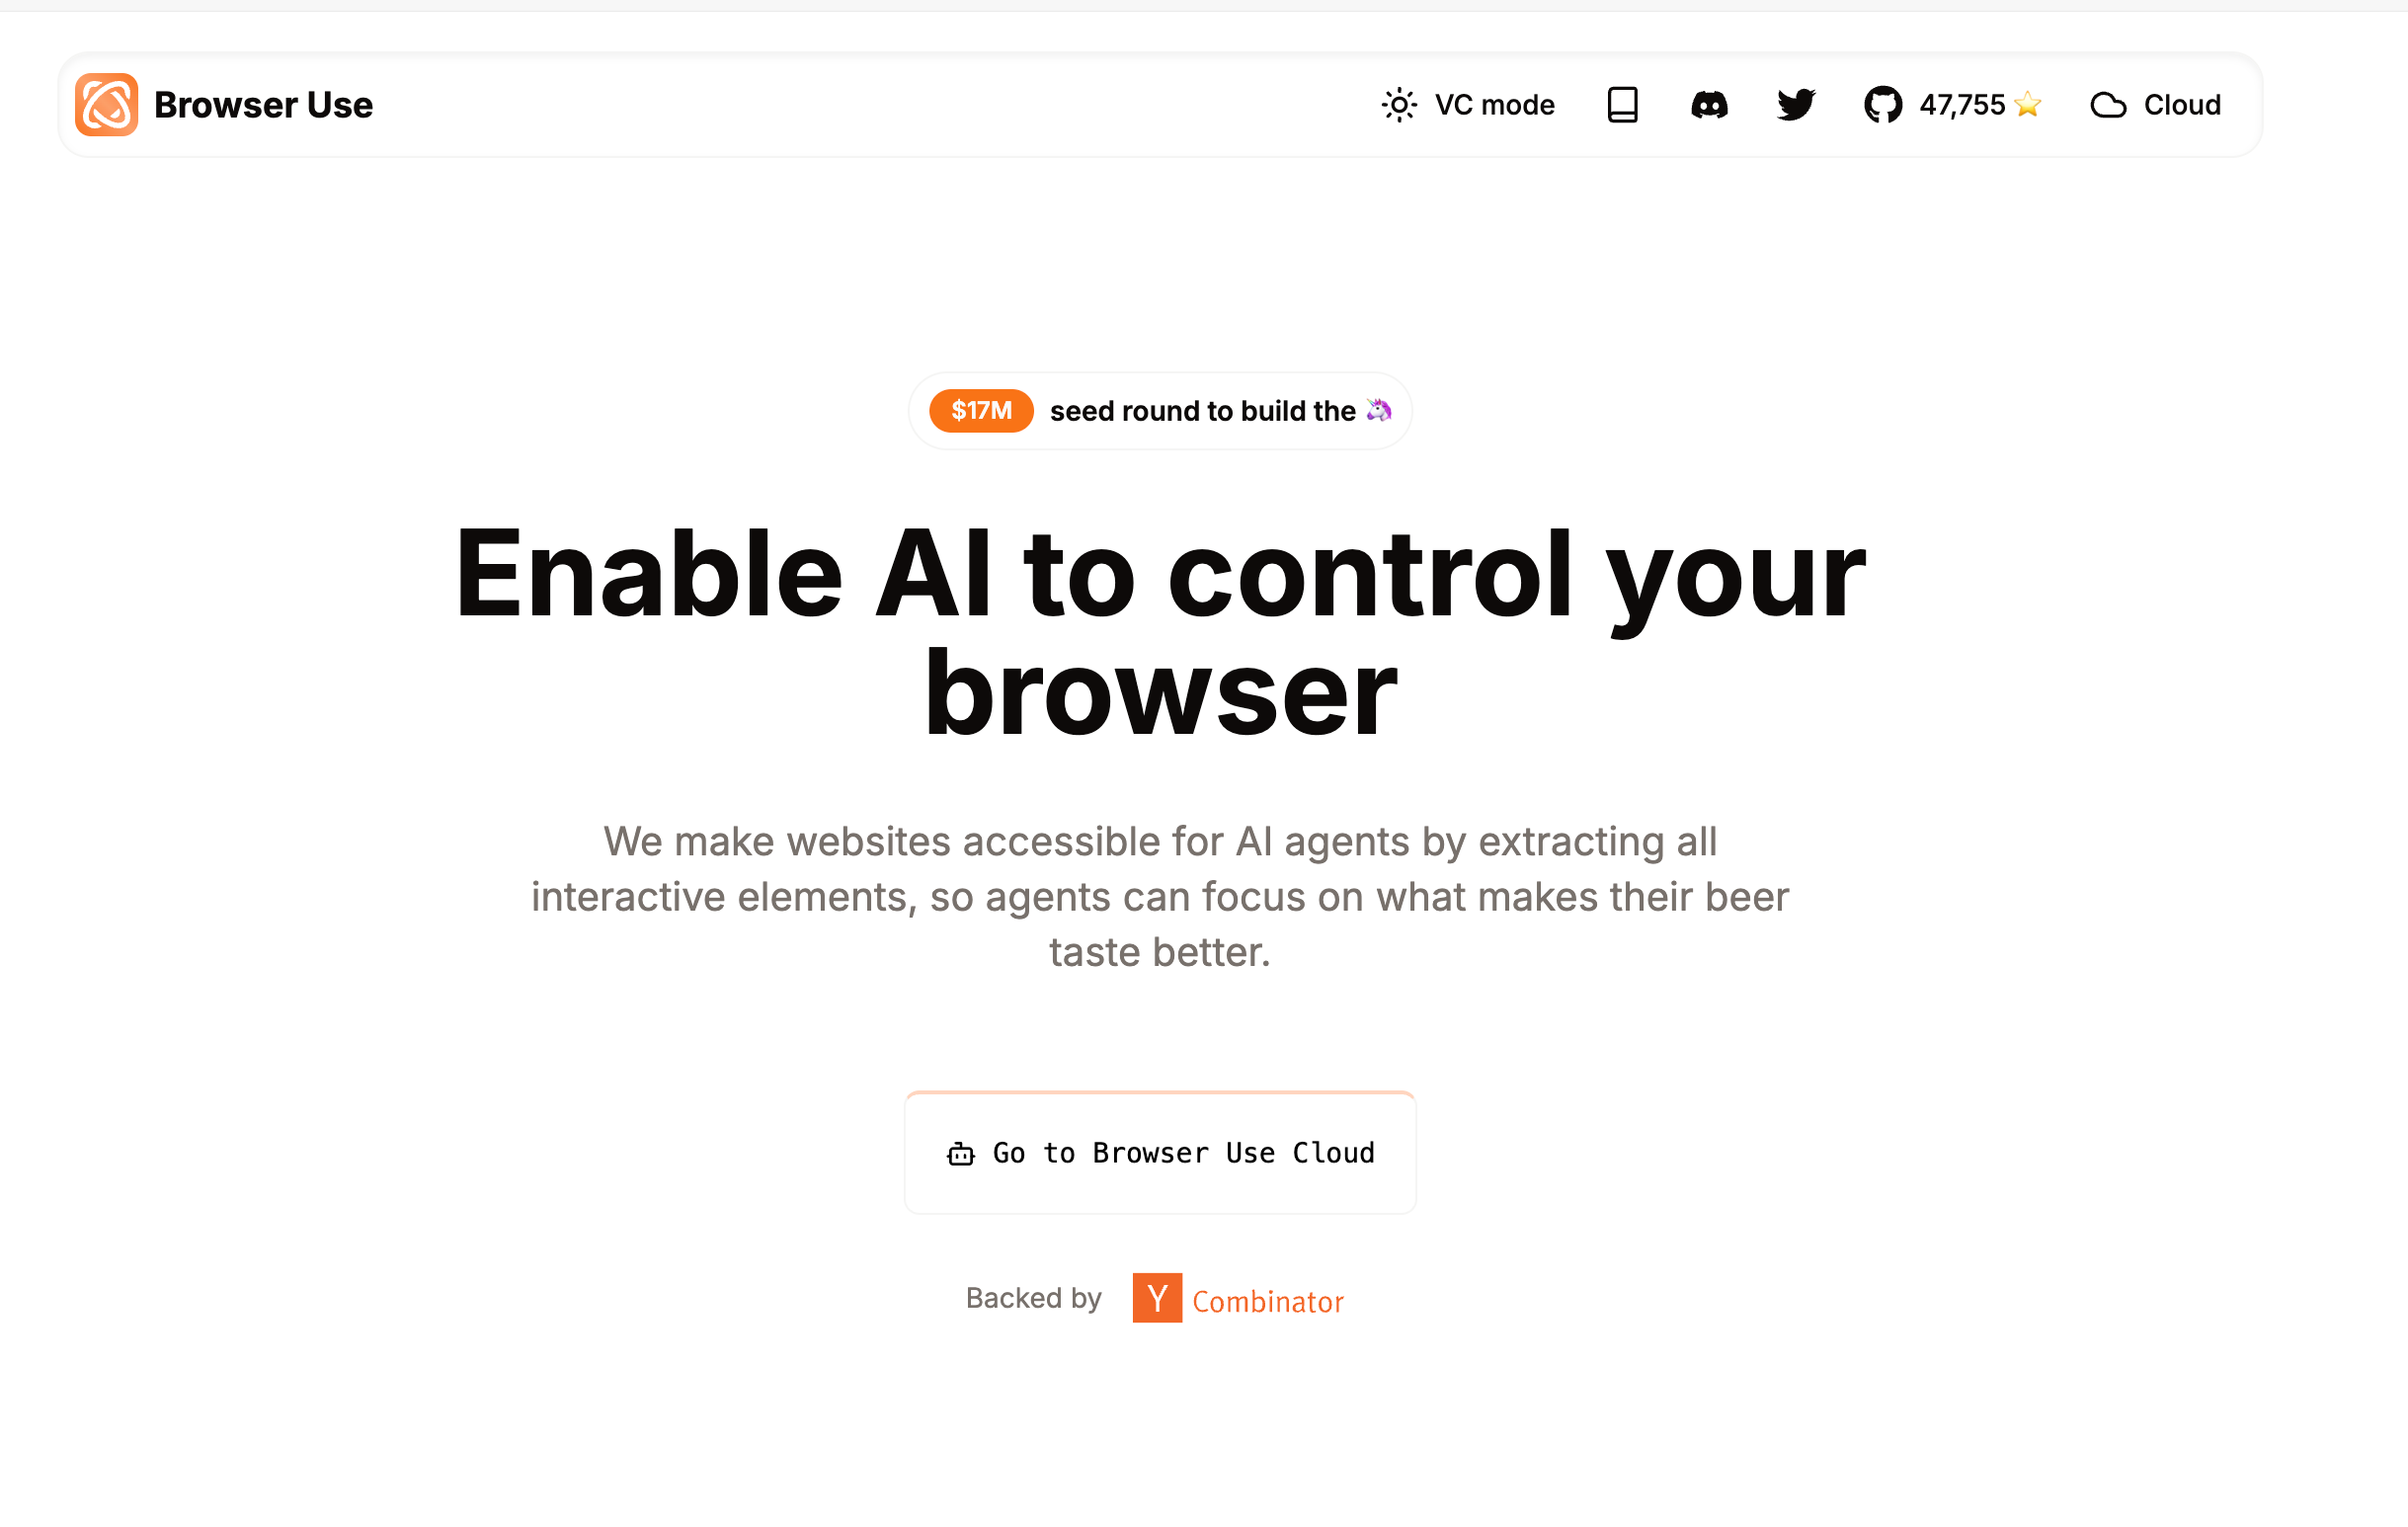 Browser Use
VC mode
47,755 ⭐
Cloud
$17M seed round to build the 🦄
Enable AI to control your
browser
We make websites accessible for AI agents by extracting all
interactive elements, so agents can focus on what makes their beer
taste better.
Go to Browser Use Cloud
Backed by Y Combinator